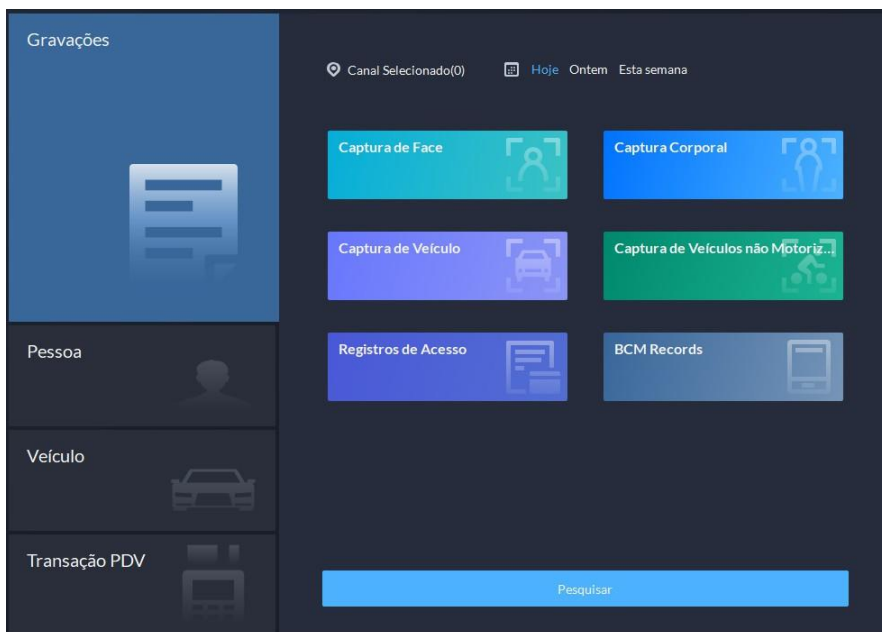 Gravações
Canal Selecionado(0) Hoje Ontem Esta semana
Captura de Face
Captura Corporal
Captura de Veículo
Captura de Veículos não Motoriz...
Registros de Acesso
BCM Records
Pessoa
Veículo
Transação PDV
Pesquisar